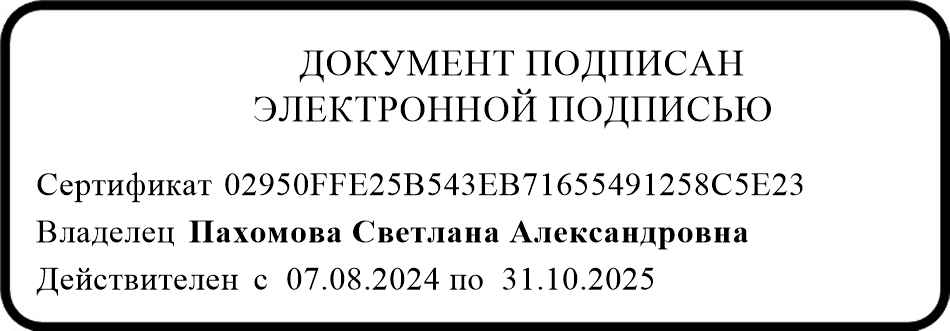 ДОКУМЕНТ ПОДПИСАН
ЭЛЕКТРОННОЙ ПОДПИСЬЮ
Сертификат 02950FFE25B543EB71655491258C5E23
Владелец Пахомова Светлана Александровна
Действителен с 07.08.2024 по 31.10.2025